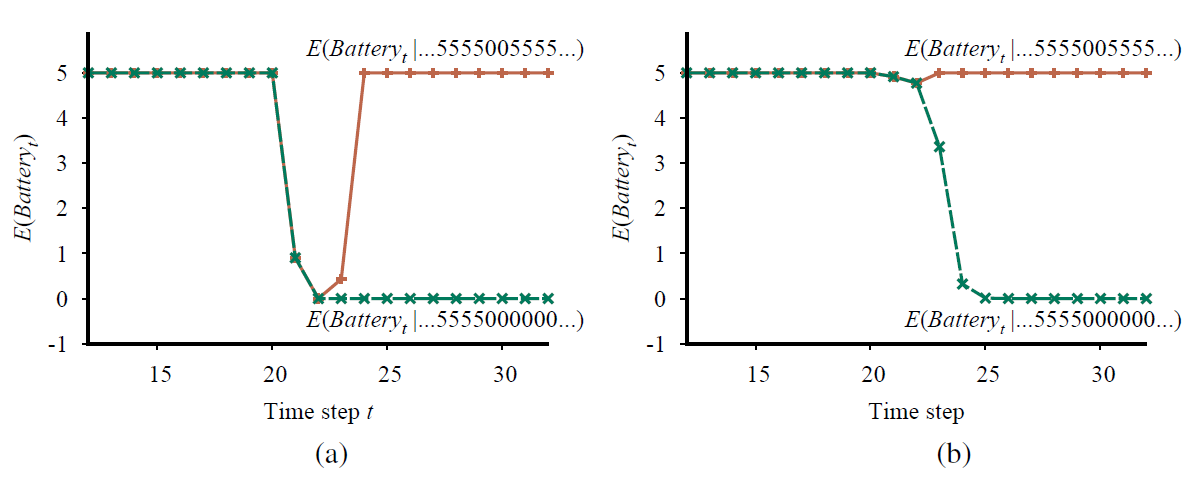 E(Battery_t |...5555005555...)
5
4
3
2
1
0
-1
E(Battery_t)
E(Battery_t |...5555000000...)
15 20 25 30
Time step t
(a)
E(Battery_t |...5555005555...)
5
4
3
2
1
0
-1
E(Battery_t)
E(Battery_t |...5555000000...)
15 20 25 30
Time step
(b)